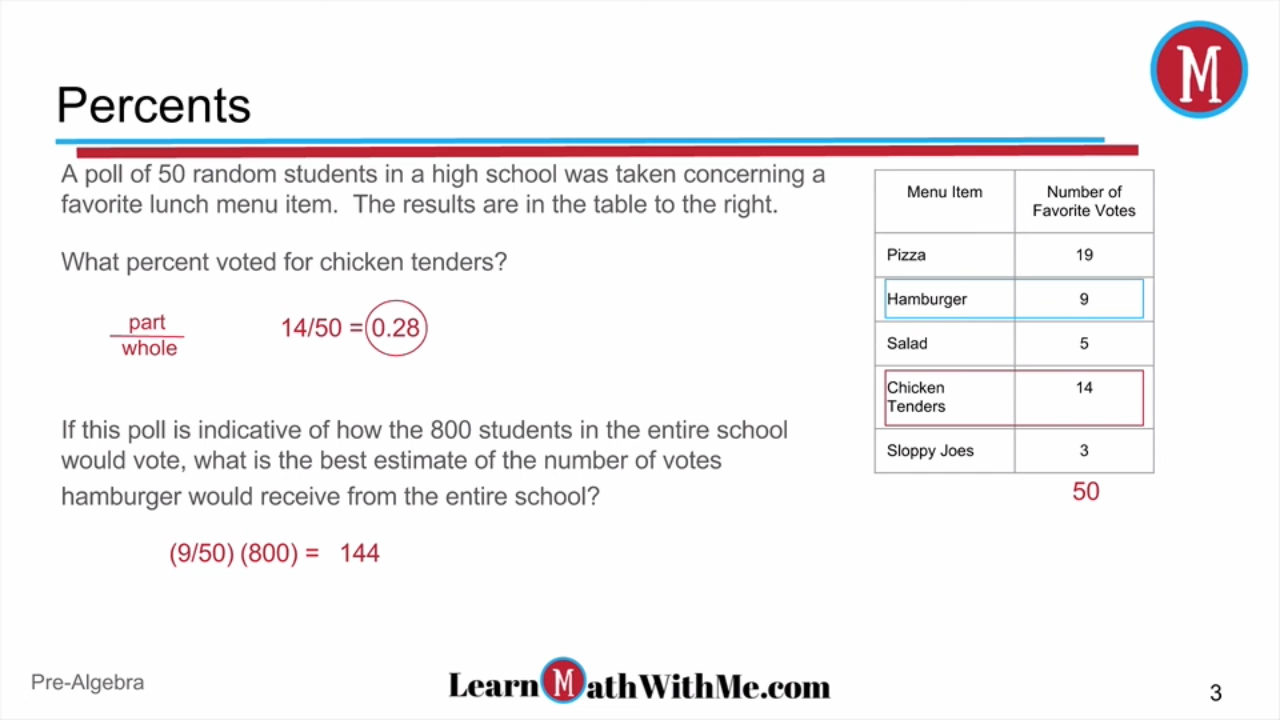 M
Percents
A poll of 50 random students in a high school was taken concerning a
favorite lunch menu item. The results are in the table to the right.
What percent voted for chicken tenders?
part
whole
14/50 = 0.28
If this poll is indicative of how the 800 students in the entire school
would vote, what is the best estimate of the number of votes
hamburger would receive from the entire school?
(9/50) (800) = 144
Menu Item
Number of
Favorite Votes
Pizza 19
Hamburger 9
Salad 5
Chicken 14
Tenders
Sloppy Joes 3
50
Pre-Algebra
LearnMathWithMe.com
3